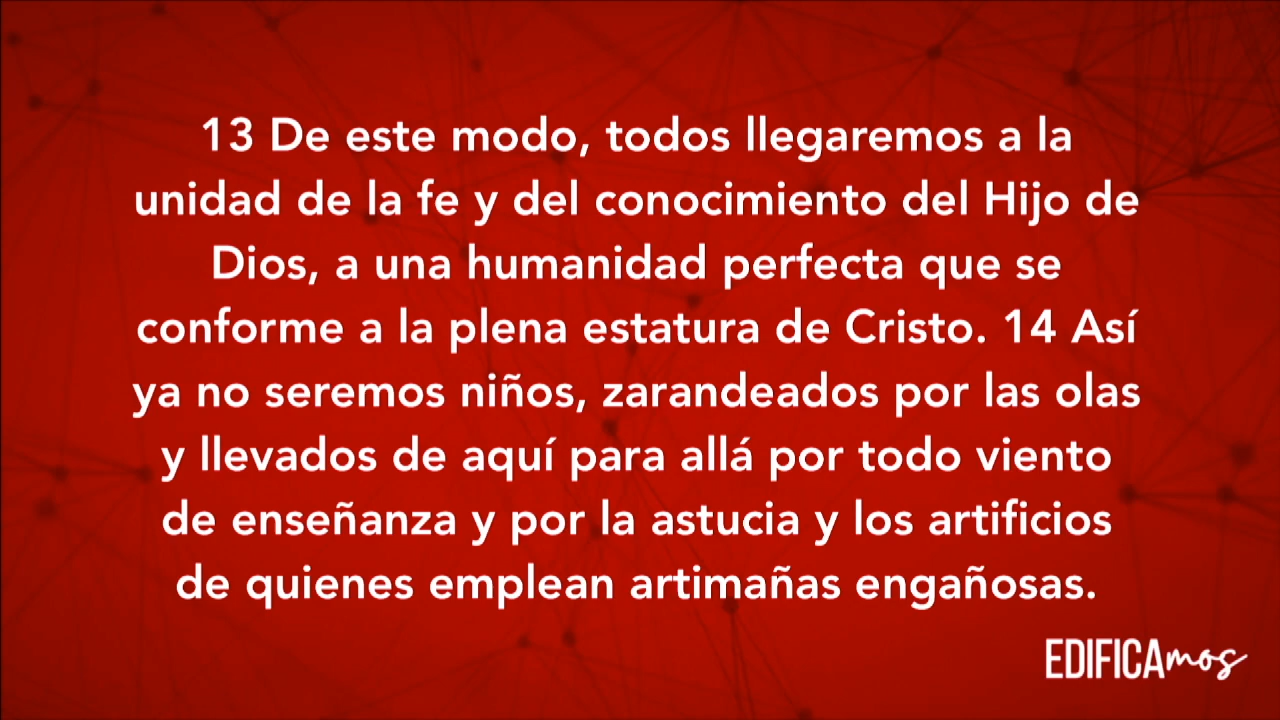 13 De este modo, todos llegaremos a la
unidad de la fe y del conocimiento del Hijo de
Dios, a una humanidad perfecta que se
conforme a la plena estatura de Cristo. 14 Así
ya no seremos niños, zarandeados por las olas
y llevados de aquí para allá por todo viento
de enseñanza y por la astucia y los artificios
de quienes emplean artimañas engañosas.
EDIFICAmos